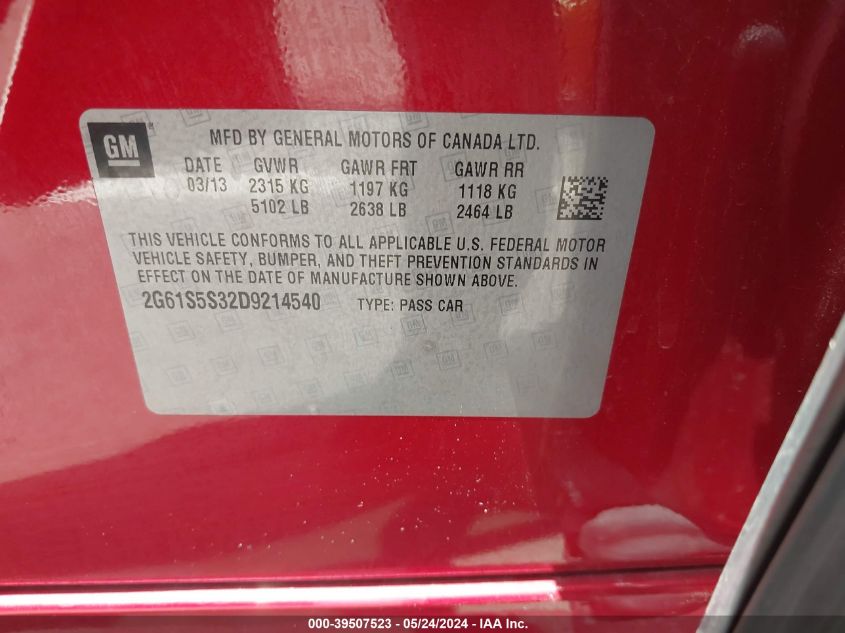 GM
MFD BY GENERAL MOTORS OF CANADA LTD.
DATE GVWR GAWR FRT GAWR RR
03/13 2315 KG 1197 KG 1118 KG
5102 LB 2638 LB 2464 LB
THIS VEHICLE CONFORMS TO ALL APPLICABLE U.S. FEDERAL MOTOR
VEHICLE SAFETY, BUMPER, AND THEFT PREVENTION STANDARDS IN
EFFECT ON THE DATE OF MANUFACTURE SHOWN ABOVE.
2G61S5S32D9214540 TYPE: PASS CAR
000-39507523 - 05/24/2024 - IAA Inc.